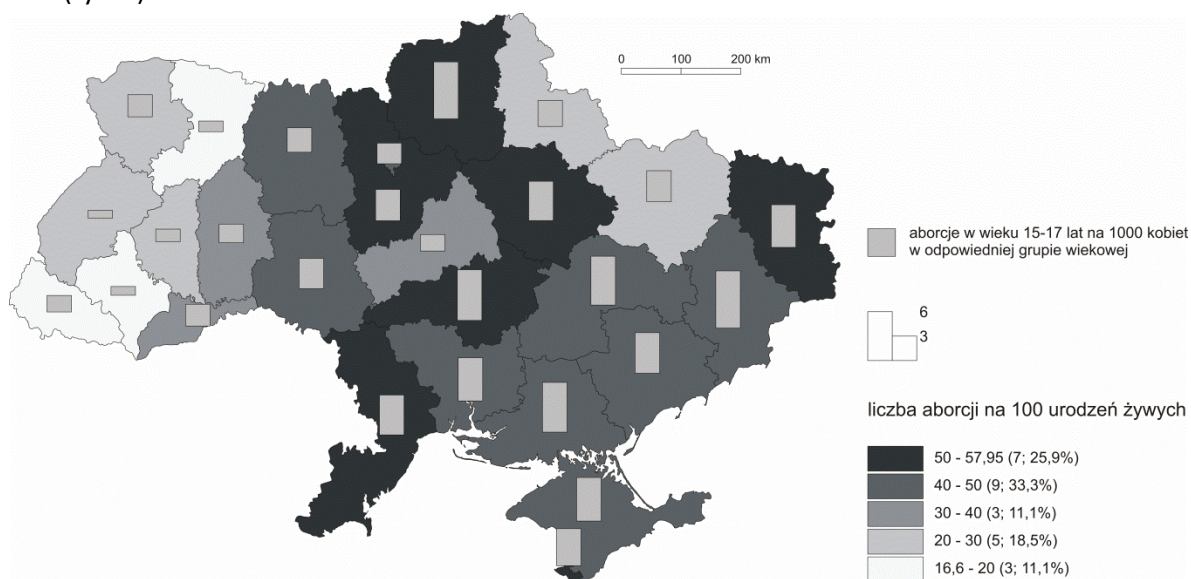 0 100 200 km
aborcje w wieku 15-17 lat na 1000 kobiet
w odpowiedniej grupie wiekowej
6
3
liczba aborcji na 100 urodzeń żywych
50 - 57,95 (7; 25,9%)
40 - 50 (9; 33,3%)
30 - 40 (3; 11,1%)
20 - 30 (5; 18,5%)
16,6 - 20 (3; 11,1%)